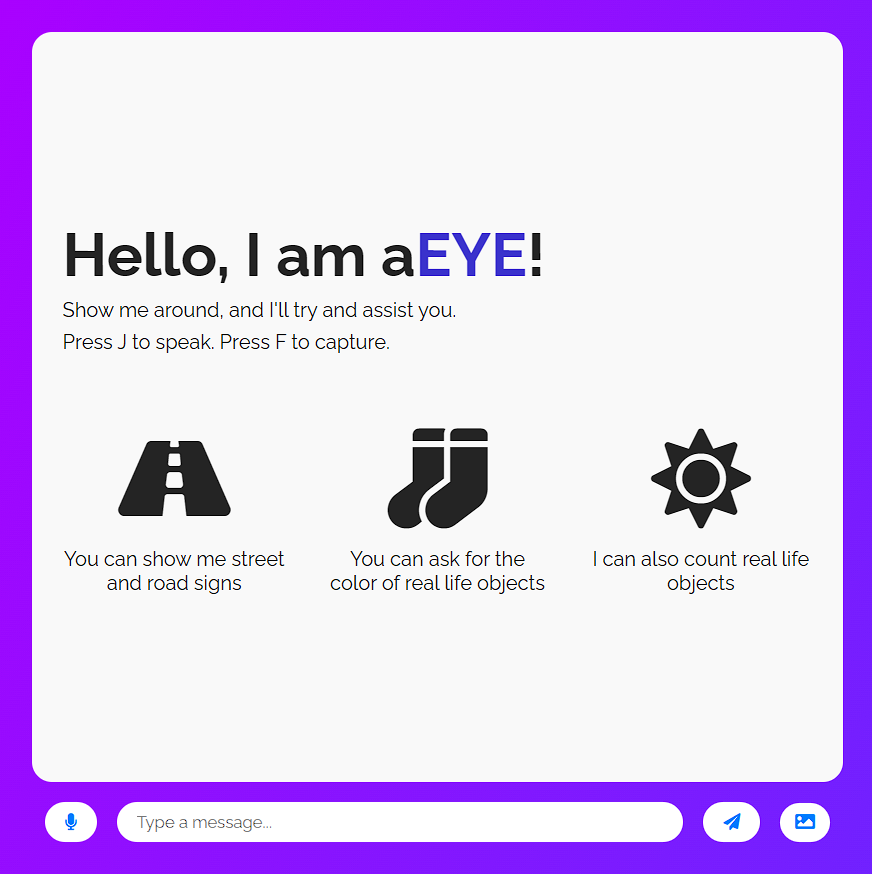 Hello, I am aEYE!
Show me around, and I'll try and assist you.
Press J to speak. Press F to capture.
You can show me street
and road signs
You can ask for the
color of real life objects
I can also count real life
objects
Type a message...